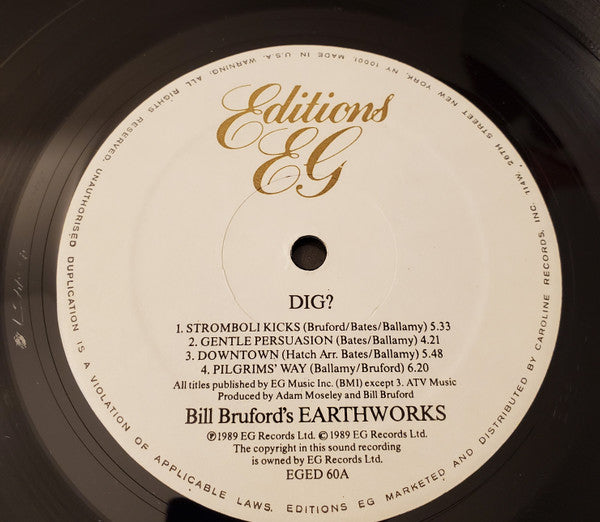 Editions
EG
DIG?
1. STROMBOLI KICKS (Bruford/Bates/Ballamy) 5.33
2. GENTLE PERSUASION (Bates/Ballamy) 4.21
3. DOWNTOWN (Hatch Arr. Bates/Ballamy) 5.48
4. PILGRIMS' WAY (Ballamy/Bruford) 6.20
All titles published by EG Music Inc. (BMI) except 3. ATV Music
Produced by Adam Moseley and Bill Bruford
Bill Bruford's EARTHWORKS
℗1989 EG Records Ltd. ©1989 EG Records Ltd.
The copyright in this sound recording
is owned by EG Records Ltd.
EGED 60A
MADE IN U.S.A. WARNING. ALL RIGHTS RESERVED. UNAUTHORISED DUPLICATION IS A VIOLATION OF APPLICABLE LAWS. EDITIONS EG MARKETED AND DISTRIBUTED BY CAROLINE RECORDS, INC. 114W. 26TH STREET NEW YORK, NY 10001